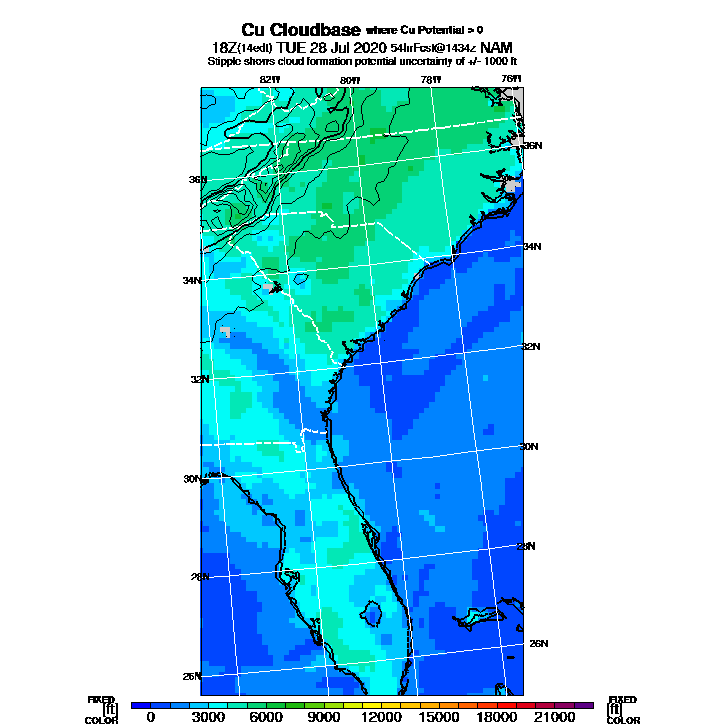 Cu Cloudbase where Cu Potential > 0
18Z(14edt) TUE 28 Jul 2020 54hrFcst@1434z NAM
Stipple shows cloud formation potential uncertainty of +/- 1000 ft
82W 80W 78W 76W
36N 36N
34N 34N
32N 32N
30N 30N
28N 28N
26N 26N
FIXED FIXED
[ft] [ft]
COLOR COLOR
0 3000 6000 9000 12000 15000 18000 21000